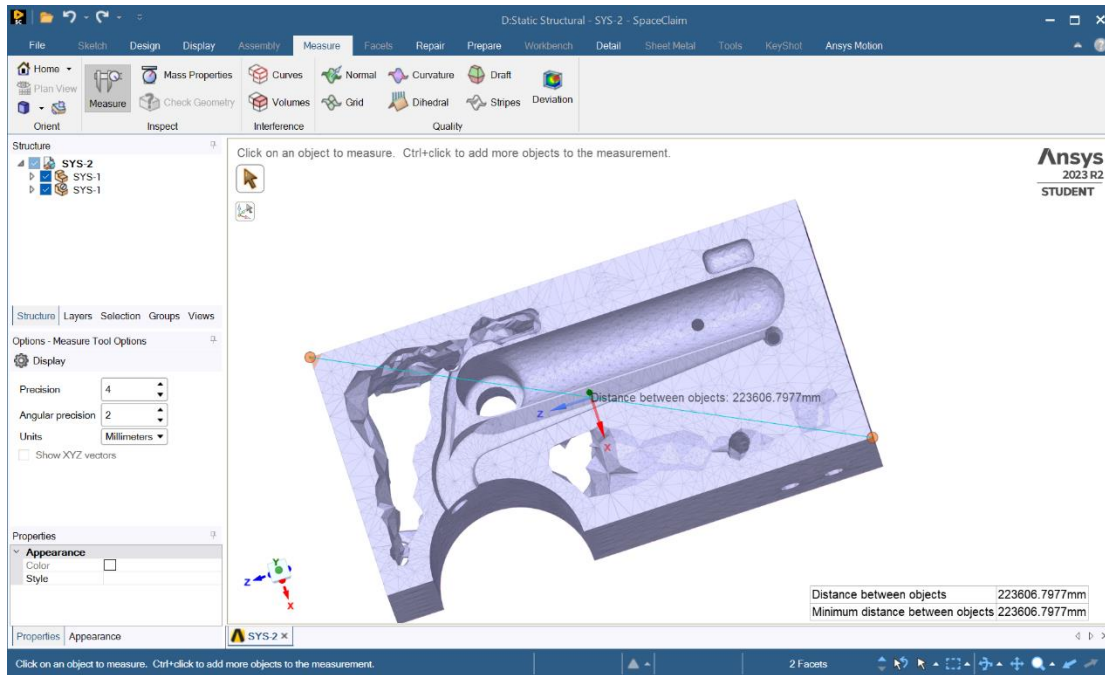 D:Static Structural - SYS-2 - SpaceClaim
File Sketch Design Display Assembly Measure Facets Repair Prepare Workbench Detail Sheet Metal Tools KeyShot Ansys Motion
Home
Plan View
Measure
Mass Properties
Check Geometry
Curves
Volumes
Normal
Grid
Curvature
Dihedral
Draft
Stripes
Deviation
Orient Inspect Interference Quality
Structure
SYS-2
SYS-1
SYS-1
Structure Layers Selection Groups Views
Options - Measure Tool Options
Display
Precision 4
Angular precision 2
Units Millimeters
Show XYZ vectors
Properties
Appearance
Color
Style
Properties Appearance
Click on an object to measure. Ctrl+click to add more objects to the measurement.
Ansys
2023 R2
STUDENT
Distance between objects: 223606.7977mm
Z
X
Y
Z
X
Distance between objects 223606.7977mm
Minimum distance between objects 223606.7977mm
SYS-2
Click on an object to measure. Ctrl+click to add more objects to the measurement.
2 Facets